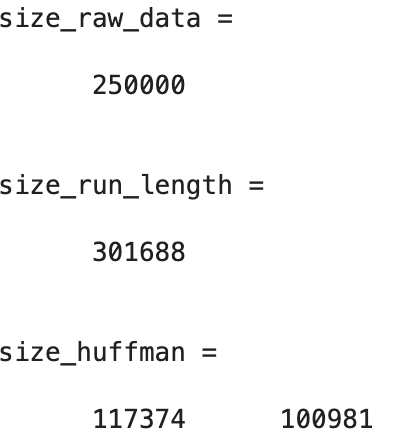 size_raw_data =
250000
size_run_length =
301688
size_huffman =
117374 100981